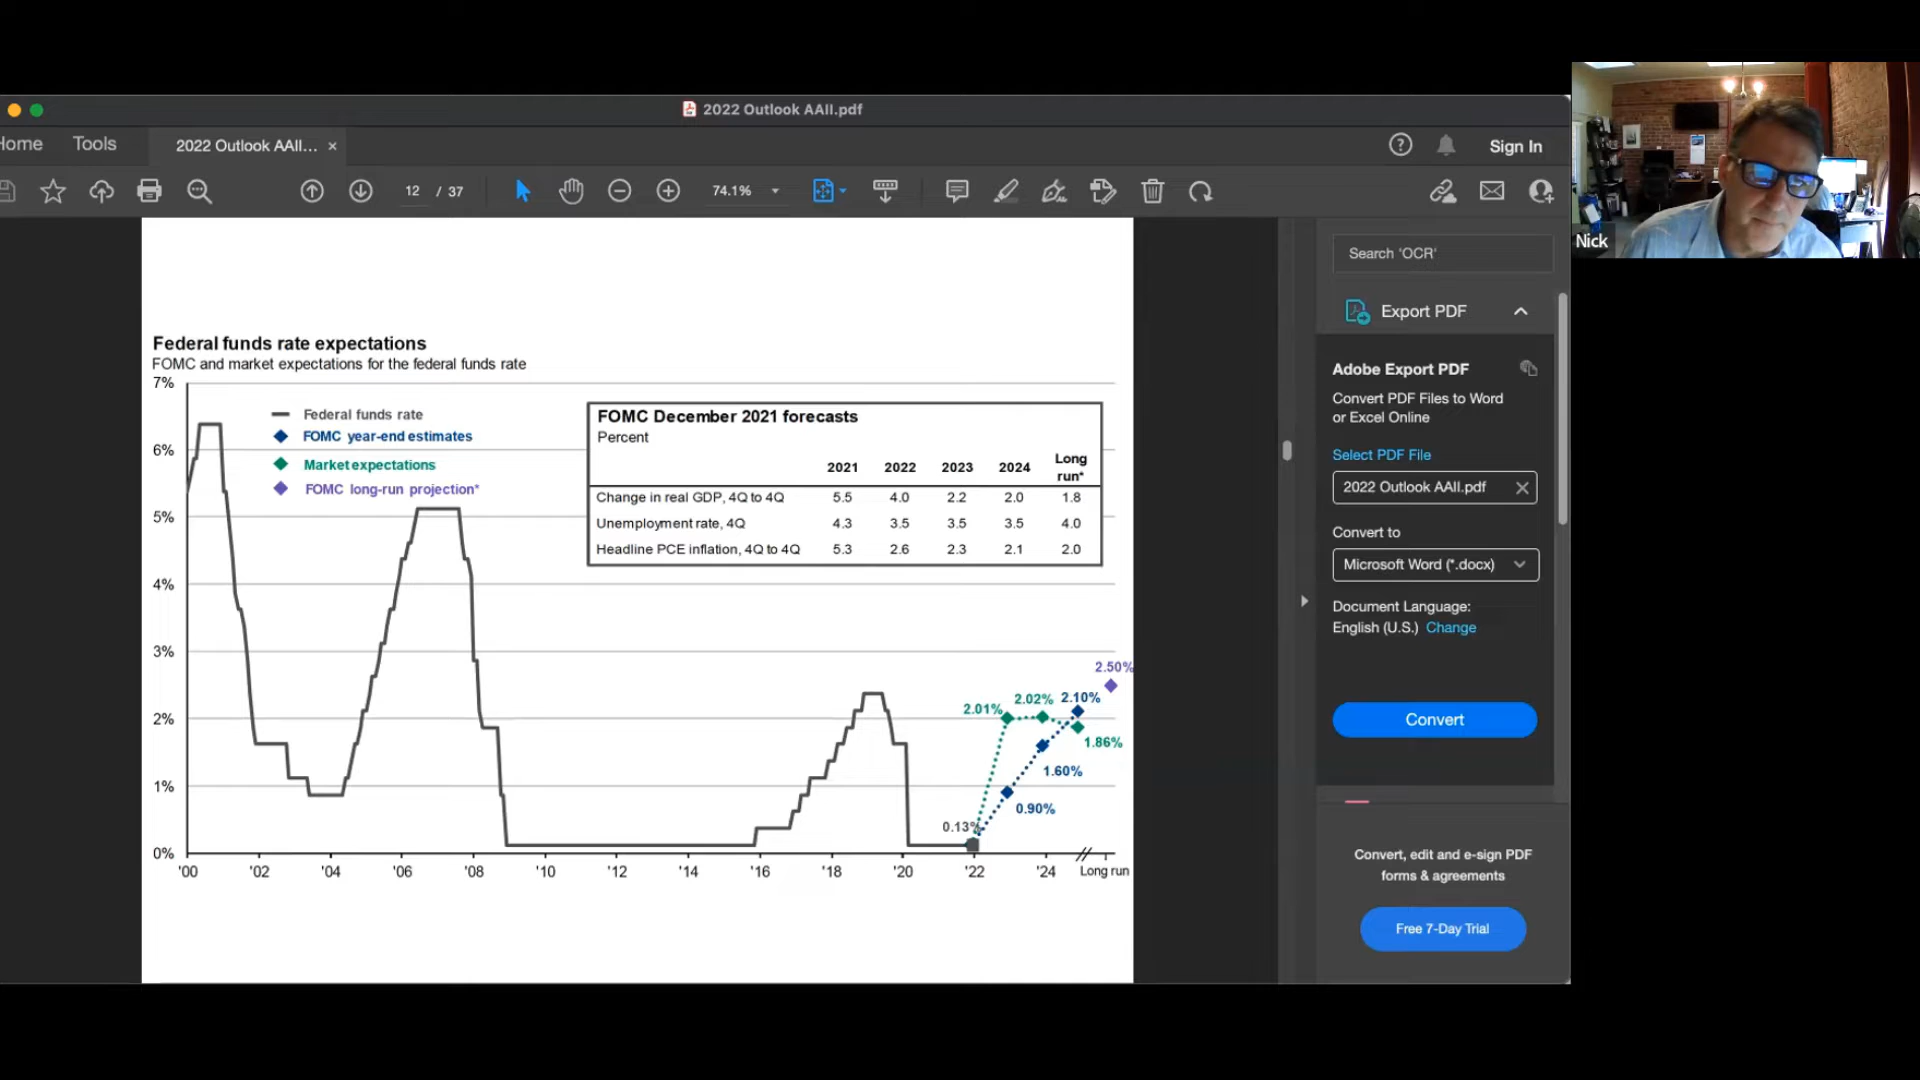 2022 Outlook AAII.pdf
Home
Tools
2022 Outlook AAII...
×
Sign In
12 / 37
74.1%
Nick
Search 'OCR'
Export PDF
Adobe Export PDF
Convert PDF Files to Word
or Excel Online
Select PDF File
2022 Outlook AAII.pdf
Convert to
Microsoft Word (*.docx)
Document Language:
English (U.S.) Change
Convert
Convert, edit and e-sign PDF
forms & agreements
Free 7-Day Trial
Federal funds rate expectations
FOMC and market expectations for the federal funds rate
7%
6%
5%
4%
3%
2%
1%
0%
Federal funds rate
FOMC year-end estimates
Market expectations
FOMC long-run projection*
FOMC December 2021 forecasts
Percent
2021 2022 2023 2024 Long run*
Change in real GDP, 4Q to 4Q 5.5 4.0 2.2 2.0 1.8
Unemployment rate, 4Q 4.3 3.5 3.5 3.5 4.0
Headline PCE inflation, 4Q to 4Q 5.3 2.6 2.3 2.1 2.0
2.50%
2.01% 2.02% 2.10%
1.86%
1.60%
0.90%
0.13%
'00 '02 '04 '06 '08 '10 '12 '14 '16 '18 '20 '22 '24 Long run